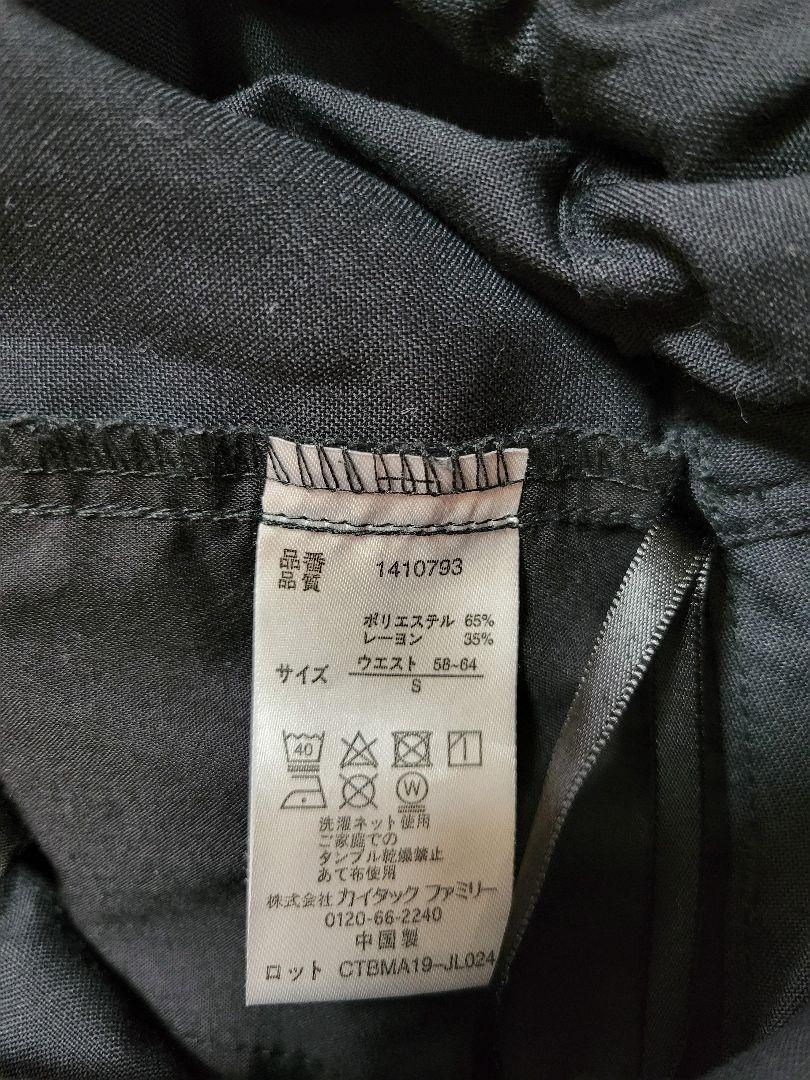 品番 1410793
品質
ポリエステル 65%
レーヨン 35%
サイズ ウエスト 58~64
S
40
W
洗濯ネット使用
ご家庭での
タンブル乾燥禁止
あて布使用
株式会社 カイタック ファミリー
0120-66-2240
中国製
ロット CTBMA19-JL024